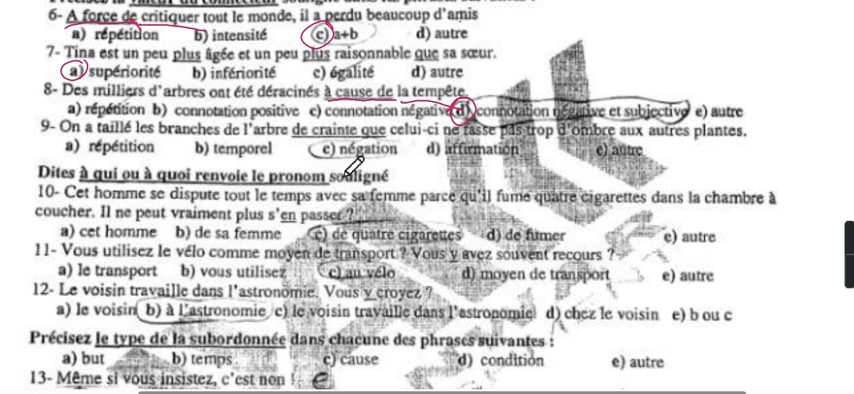 6- A force de critiquer tout le monde, il a perdu beaucoup d'amis
a) répétition b) intensité c) a+b d) autre
7- Tina est un peu plus âgée et un peu plus raisonnable que sa sœur.
a) supériorité b) infériorité c) égalité d) autre
8- Des milliers d'arbres ont été déracinés à cause de la tempête.
a) répétition b) connotation positive c) connotation négative d) connotation négative et subjective e) autre
9- On a taillé les branches de l'arbre de crainte que celui-ci ne fasse pas trop d'ombre aux autres plantes.
a) répétition b) temporel c) négation d) affirmation e) autre
Dites à qui ou à quoi renvoie le pronom souligné
10- Cet homme se dispute tout le temps avec sa femme parce qu'il fume quatre cigarettes dans la chambre à
coucher. Il ne peut vraiment plus s'en passer ?
a) cet homme b) de sa femme c) de quatre cigarettes d) de fumer e) autre
11- Vous utilisez le vélo comme moyen de transport ? Vous y avez souvent recours ?
a) le transport b) vous utilisez c) au vélo d) moyen de transport e) autre
12- Le voisin travaille dans l'astronomie. Vous y croyez ?
a) le voisin b) à l'astronomie c) le voisin travaille dans l'astronomie d) chez le voisin e) b ou c
Précisez le type de la subordonnée dans chacune des phrases suivantes :
a) but b) temps c) cause d) condition e) autre
13- Même si vous insistez, c'est non ! e